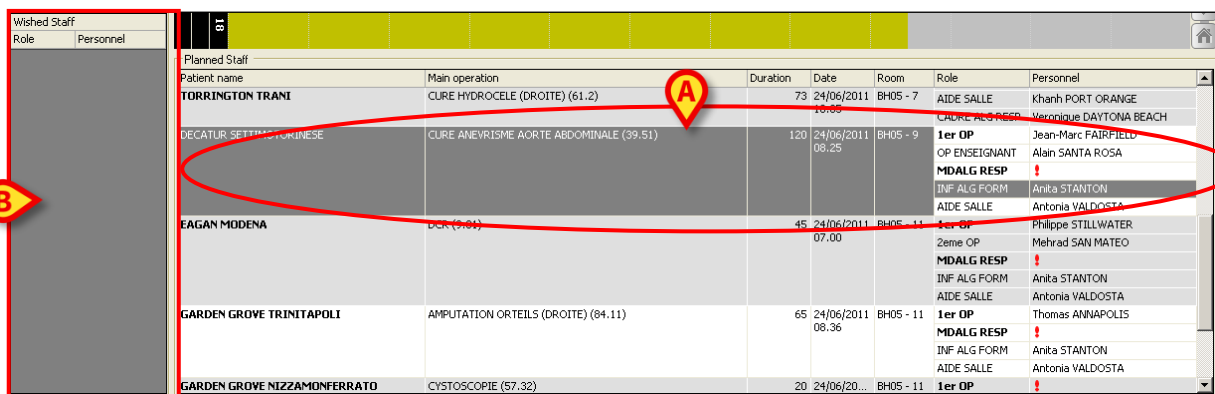 Wished Staff
Role Personnel
18
Planned Staff
Patient name Main operation Duration Date Room Role Personnel
TORRINGTON TRANI CURE HYDROCELE (DROITE) (61.2) 73 24/06/2011 BH05 - 7 AIDE SALLE Khanh PORT ORANGE
CADRE ALG RESP Veronique DAYTONA BEACH
A
DECATUR SETTIMO TORINESE CURE ANEVRISME AORTE ABDOMINALE (39.51) 120 24/06/2011 BH05 - 9 1er OP Jean-Marc FAIRFIELD
08.25 OP ENSEIGNANT Alain SANTA ROSA
MDALG RESP !
INF ALG FORM Anita STANTON
AIDE SALLE Antonia VALDOSTA
B
EAGAN MODENA 45 24/06/2011 BH05 - 11 1er OP Philippe STILLWATER
07.00 2eme OP Mehrad SAN MATEO
MDALG RESP !
INF ALG FORM Anita STANTON
AIDE SALLE Antonia VALDOSTA
GARDEN GROVE TRINITAPOLI AMPUTATION ORTEILS (DROITE) (84.11) 65 24/06/2011 BH05 - 11 1er OP Thomas ANNAPOLIS
08.36 MDALG RESP !
INF ALG FORM Anita STANTON
AIDE SALLE Antonia VALDOSTA
GARDEN GROVE NIZZAMONFERRATO CYSTOSCOPIE (57.32) 20 24/06/20... BH05 - 11 1er OP !